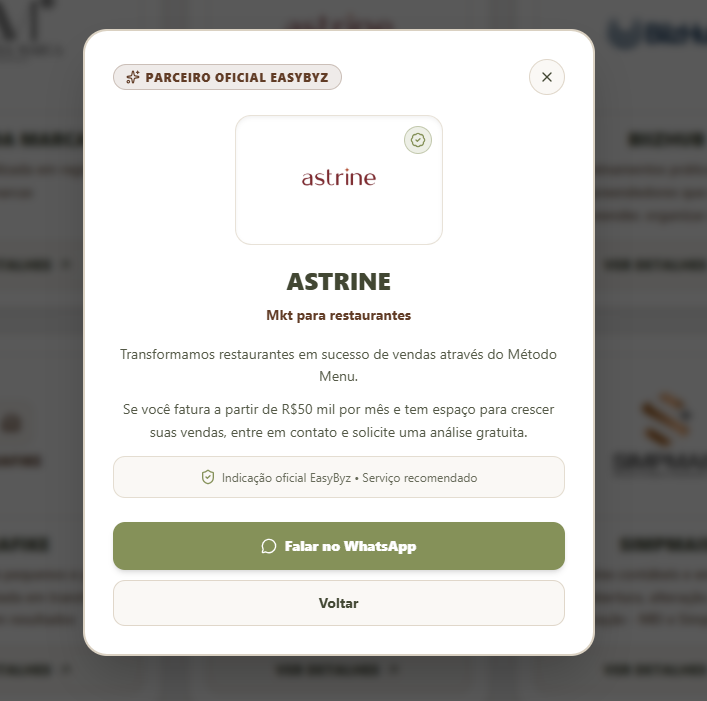 PARCEIRO OFICIAL EASYBYZ
astrine
ASTRINE
Mkt para restaurantes
Transformamos restaurantes em sucesso de vendas através do Método
Menu.
Se você fatura a partir de R$50 mil por mês e tem espaço para crescer
suas vendas, entre em contato e solicite uma análise gratuita.
Indicação oficial EasyByz • Serviço recomendado
Falar no WhatsApp
Voltar
VER DETALHES